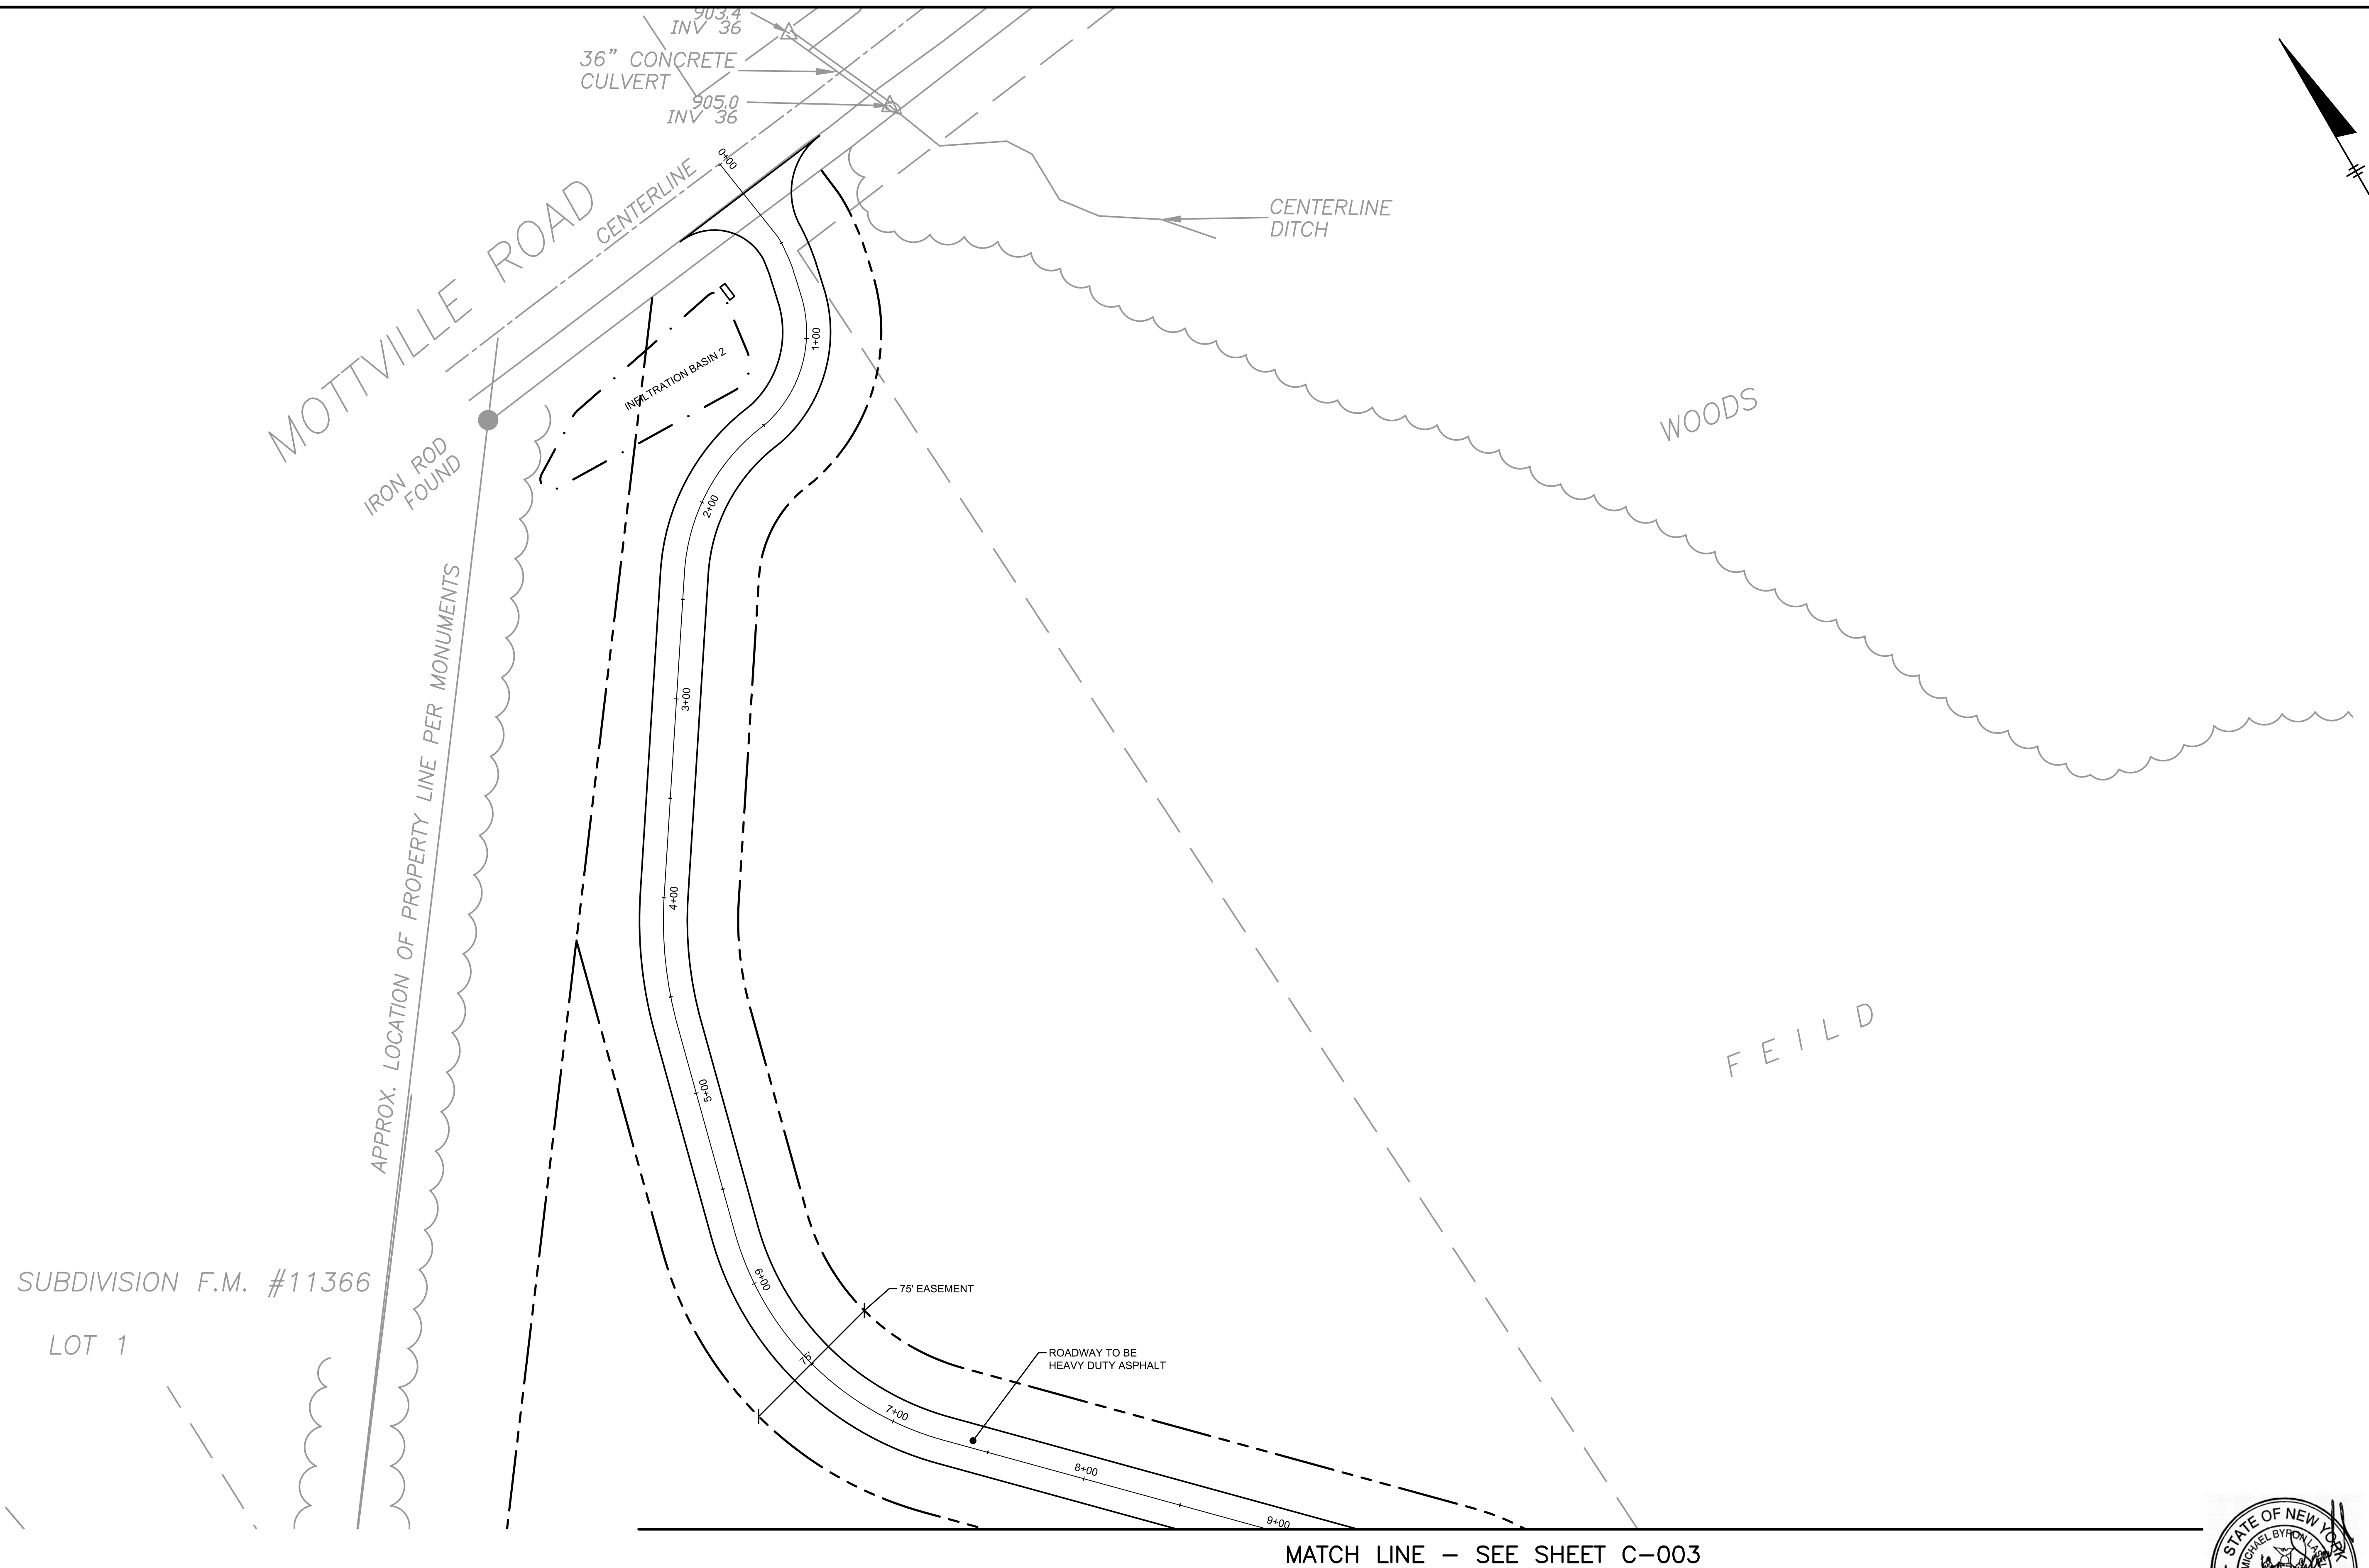 903.4
INV 36
36" CONCRETE
CULVERT
905.0
INV 36
0+00
CENTERLINE
MOTTVILLE ROAD
CENTERLINE
DITCH
1+00
INFILTRATION BASIN 2
WOODS
IRON ROD
FOUND
2+00
APPROX. LOCATION OF PROPERTY LINE PER MONUMENTS
3+00
4+00
FEILD
5+00
SUBDIVISION F.M. #11366
6+00
75' EASEMENT
LOT 1
75'
ROADWAY TO BE
HEAVY DUTY ASPHALT
7+00
8+00
9+00
STATE OF NEW YORK
MICHAEL BYRON
MATCH LINE – SEE SHEET C–003